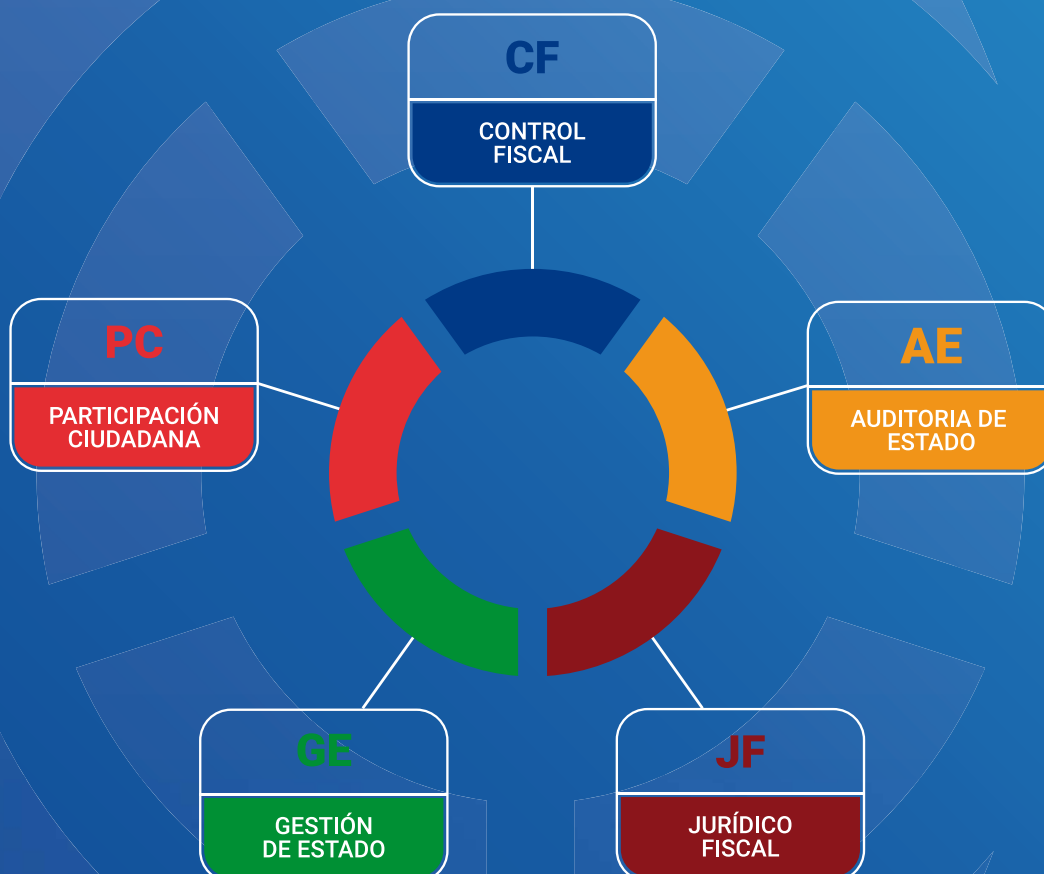 CF
CONTROL
FISCAL
PC
PARTICIPACIÓN
CIUDADANA
AE
AUDITORIA DE
ESTADO
GE
GESTIÓN
DE ESTADO
JF
JURÍDICO
FISCAL